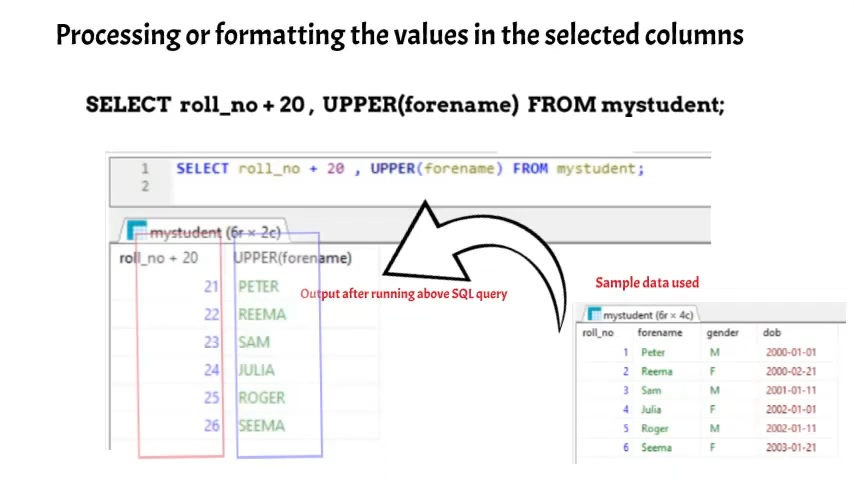 Processing or formatting the values in the selected columns
SELECT roll_no + 20 , UPPER(forename) FROM mystudent;
1 SELECT roll_no + 20 , UPPER(forename) FROM mystudent;
2
mystudent (6r × 2c)
roll_no + 20 UPPER(forename)
21 PETER
22 REEMA
23 SAM
24 JULIA
25 ROGER
26 SEEMA
Output after running above SQL query
Sample data used
mystudent (6r × 4c)
roll_no forename gender dob
1 Peter M 2000-01-01
2 Reema F 2000-02-21
3 Sam M 2001-01-11
4 Julia F 2002-01-01
5 Roger M 2002-01-11
6 Seema F 2003-01-21